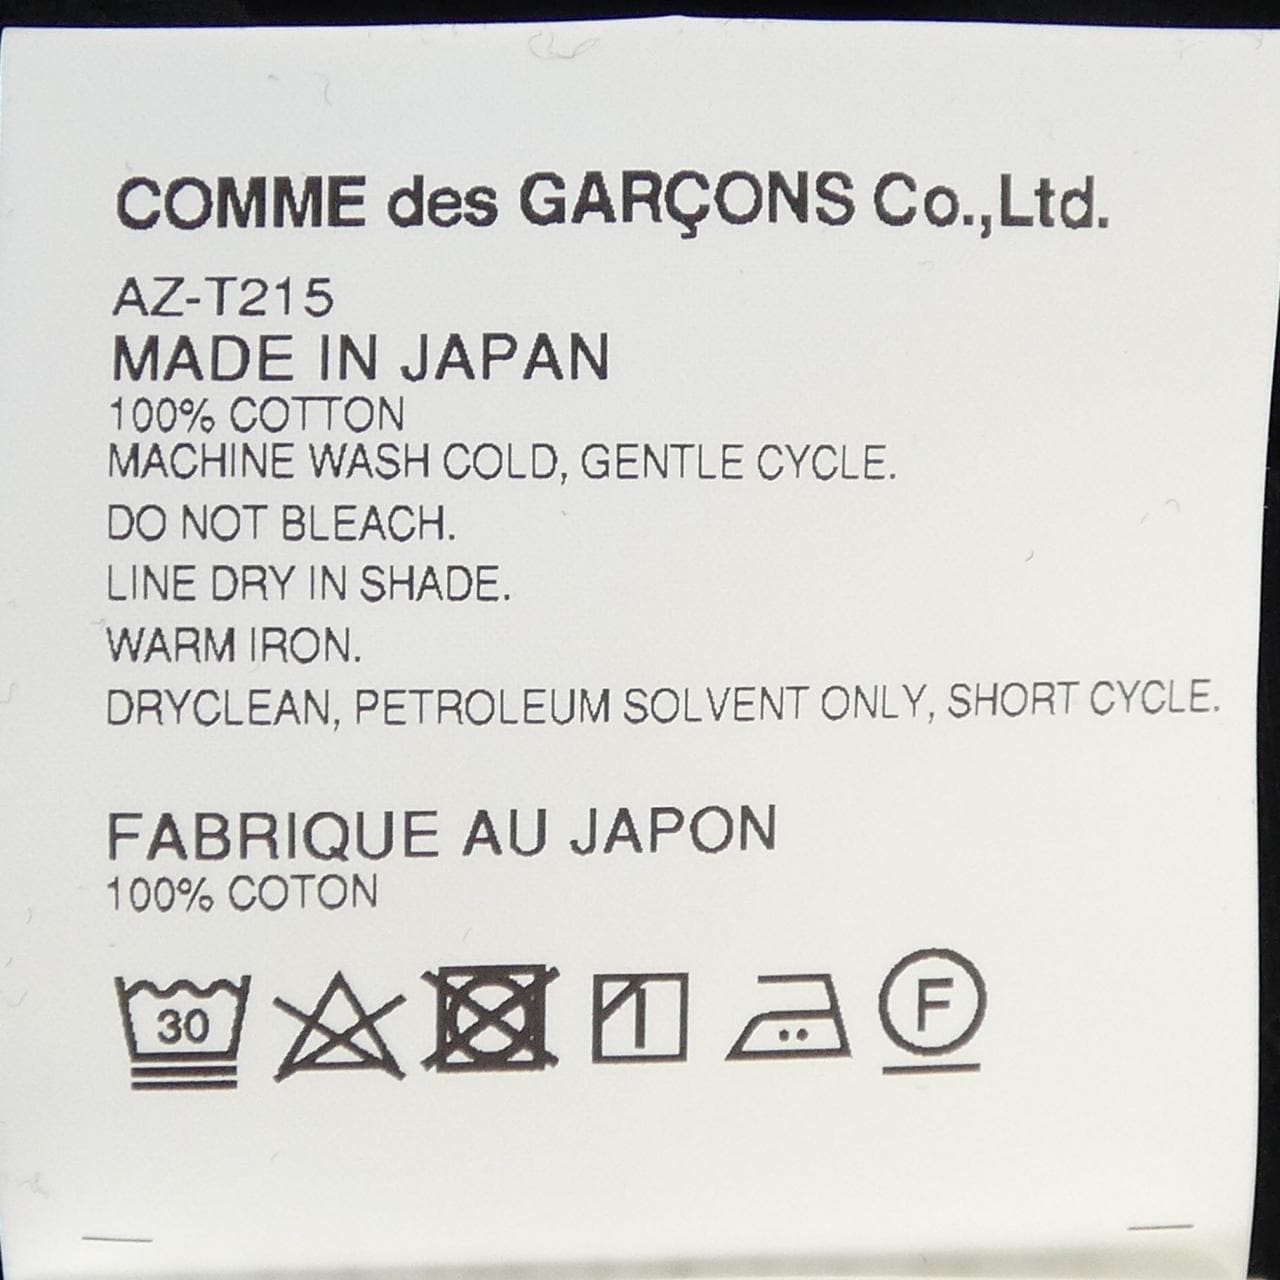 COMME des GARÇONS Co.,Ltd.
AZ-T215
MADE IN JAPAN
100% COTTON
MACHINE WASH COLD, GENTLE CYCLE.
DO NOT BLEACH.
LINE DRY IN SHADE.
WARM IRON.
DRYCLEAN, PETROLEUM SOLVENT ONLY, SHORT CYCLE.
FABRIQUE AU JAPON
100% COTON
30 F